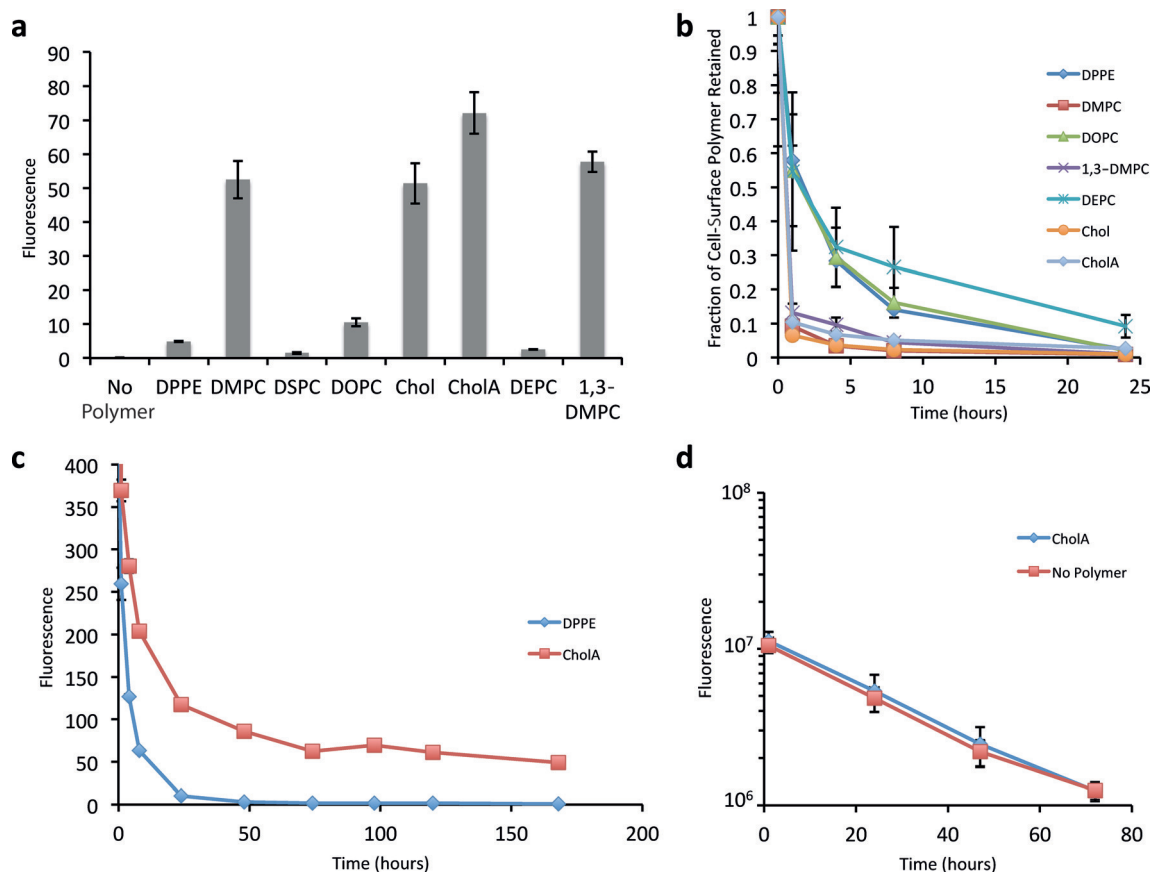 a
90
80
70
60
50
40
30
20
10
0
Fluorescence
No Polymer
DPPE
DMPC
DSPC
DOPC
Chol
CholA
DEPC
1,3-DMPC
b
1
0.9
0.8
0.7
0.6
0.5
0.4
0.3
0.2
0.1
0
Fraction of Cell-Surface Polymer Retained
0 5 10 15 20 25
Time (hours)
DPPE
DMPC
DOPC
1,3-DMPC
DEPC
Chol
CholA
c
400
350
300
250
200
150
100
50
0
Fluorescence
0 50 100 150 200
Time (hours)
DPPE
CholA
d
10⁸
10⁷
10⁶
Fluorescence
0 20 40 60 80
Time (hours)
CholA
No Polymer